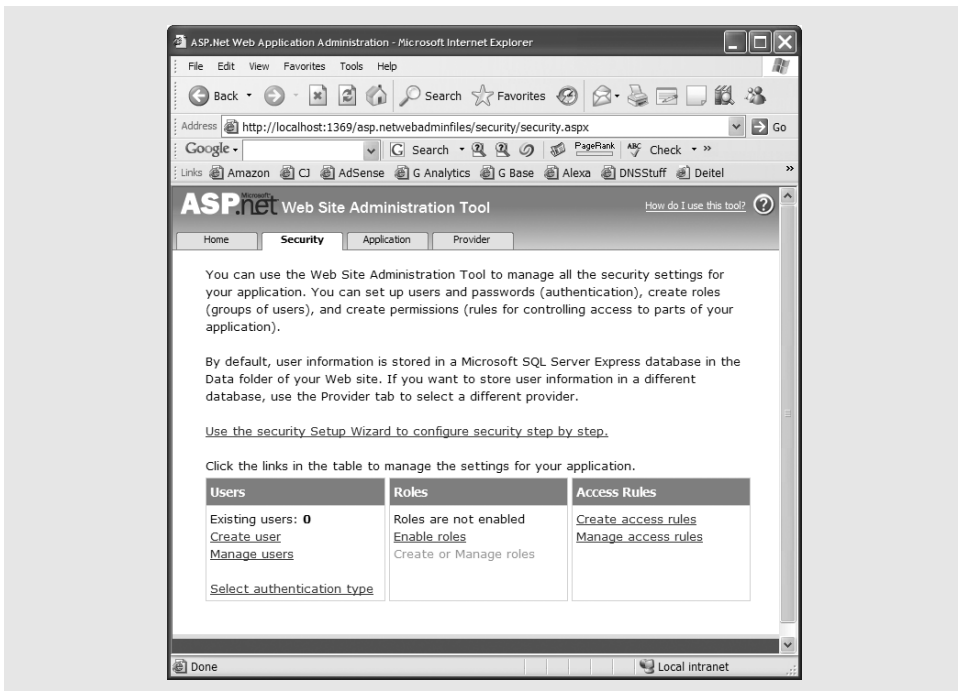 ASP.Net Web Application Administration - Microsoft Internet Explorer
File Edit View Favorites Tools Help
Back Search Favorites
Address http://localhost:1369/asp.netwebadminfiles/security/security.aspx Go
Google G Search PageRank ABC Check »
Links Amazon CJ AdSense G Analytics G Base Alexa DNSStuff Deitel »
Microsoft
ASP.net Web Site Administration Tool How do I use this tool? ?
Home Security Application Provider
You can use the Web Site Administration Tool to manage all the security settings for
your application. You can set up users and passwords (authentication), create roles
(groups of users), and create permissions (rules for controlling access to parts of your
application).
By default, user information is stored in a Microsoft SQL Server Express database in the
Data folder of your Web site. If you want to store user information in a different
database, use the Provider tab to select a different provider.
Use the security Setup Wizard to configure security step by step.
Click the links in the table to manage the settings for your application.
Users Roles Access Rules
Existing users: 0 Roles are not enabled Create access rules
Create user Enable roles Manage access rules
Manage users Create or Manage roles
Select authentication type
Done Local intranet